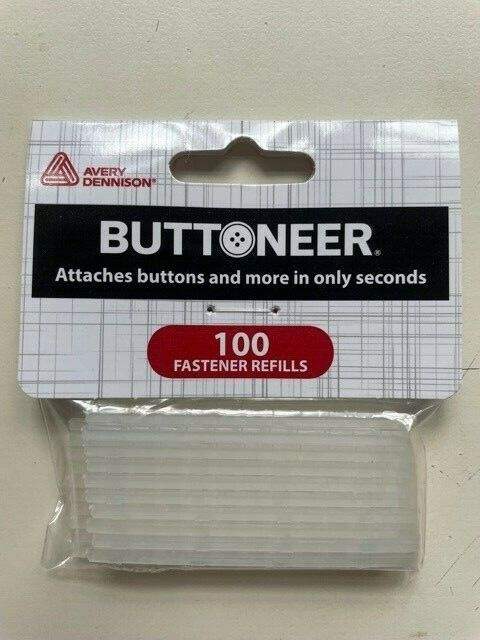 AVERY
DENNISON®
BUTTONEER®
Attaches buttons and more in only seconds
100
FASTENER REFILLS